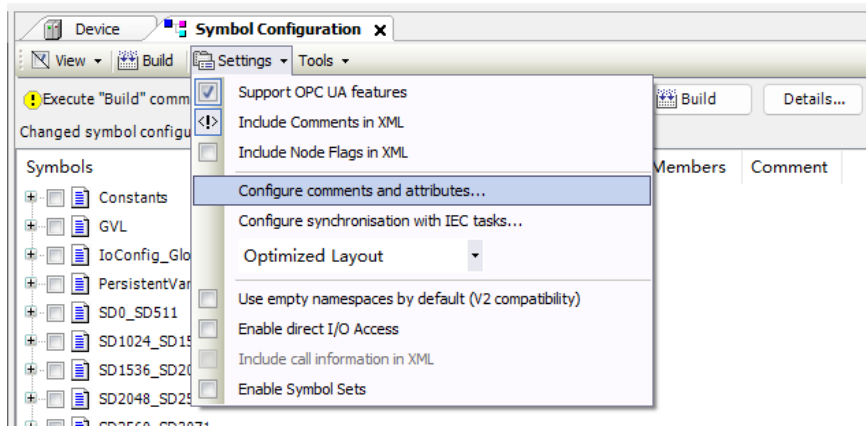 Device Symbol Configuration x
View Build Settings Tools
Execute "Build" comm
Build Details...
Changed symbol configu
Support OPC UA features
Include Comments in XML
Include Node Flags in XML
Configure comments and attributes...
Configure synchronisation with IEC tasks...
Optimized Layout
Use empty namespaces by default (V2 compatibility)
Enable direct I/O Access
Include call information in XML
Enable Symbol Sets
Symbols Members Comment
Constants
GVL
IoConfig_Glo
PersistentVar
SD0_SD511
SD1024_SD15
SD1536_SD20
SD2048_SD25
SD2560_SD3071